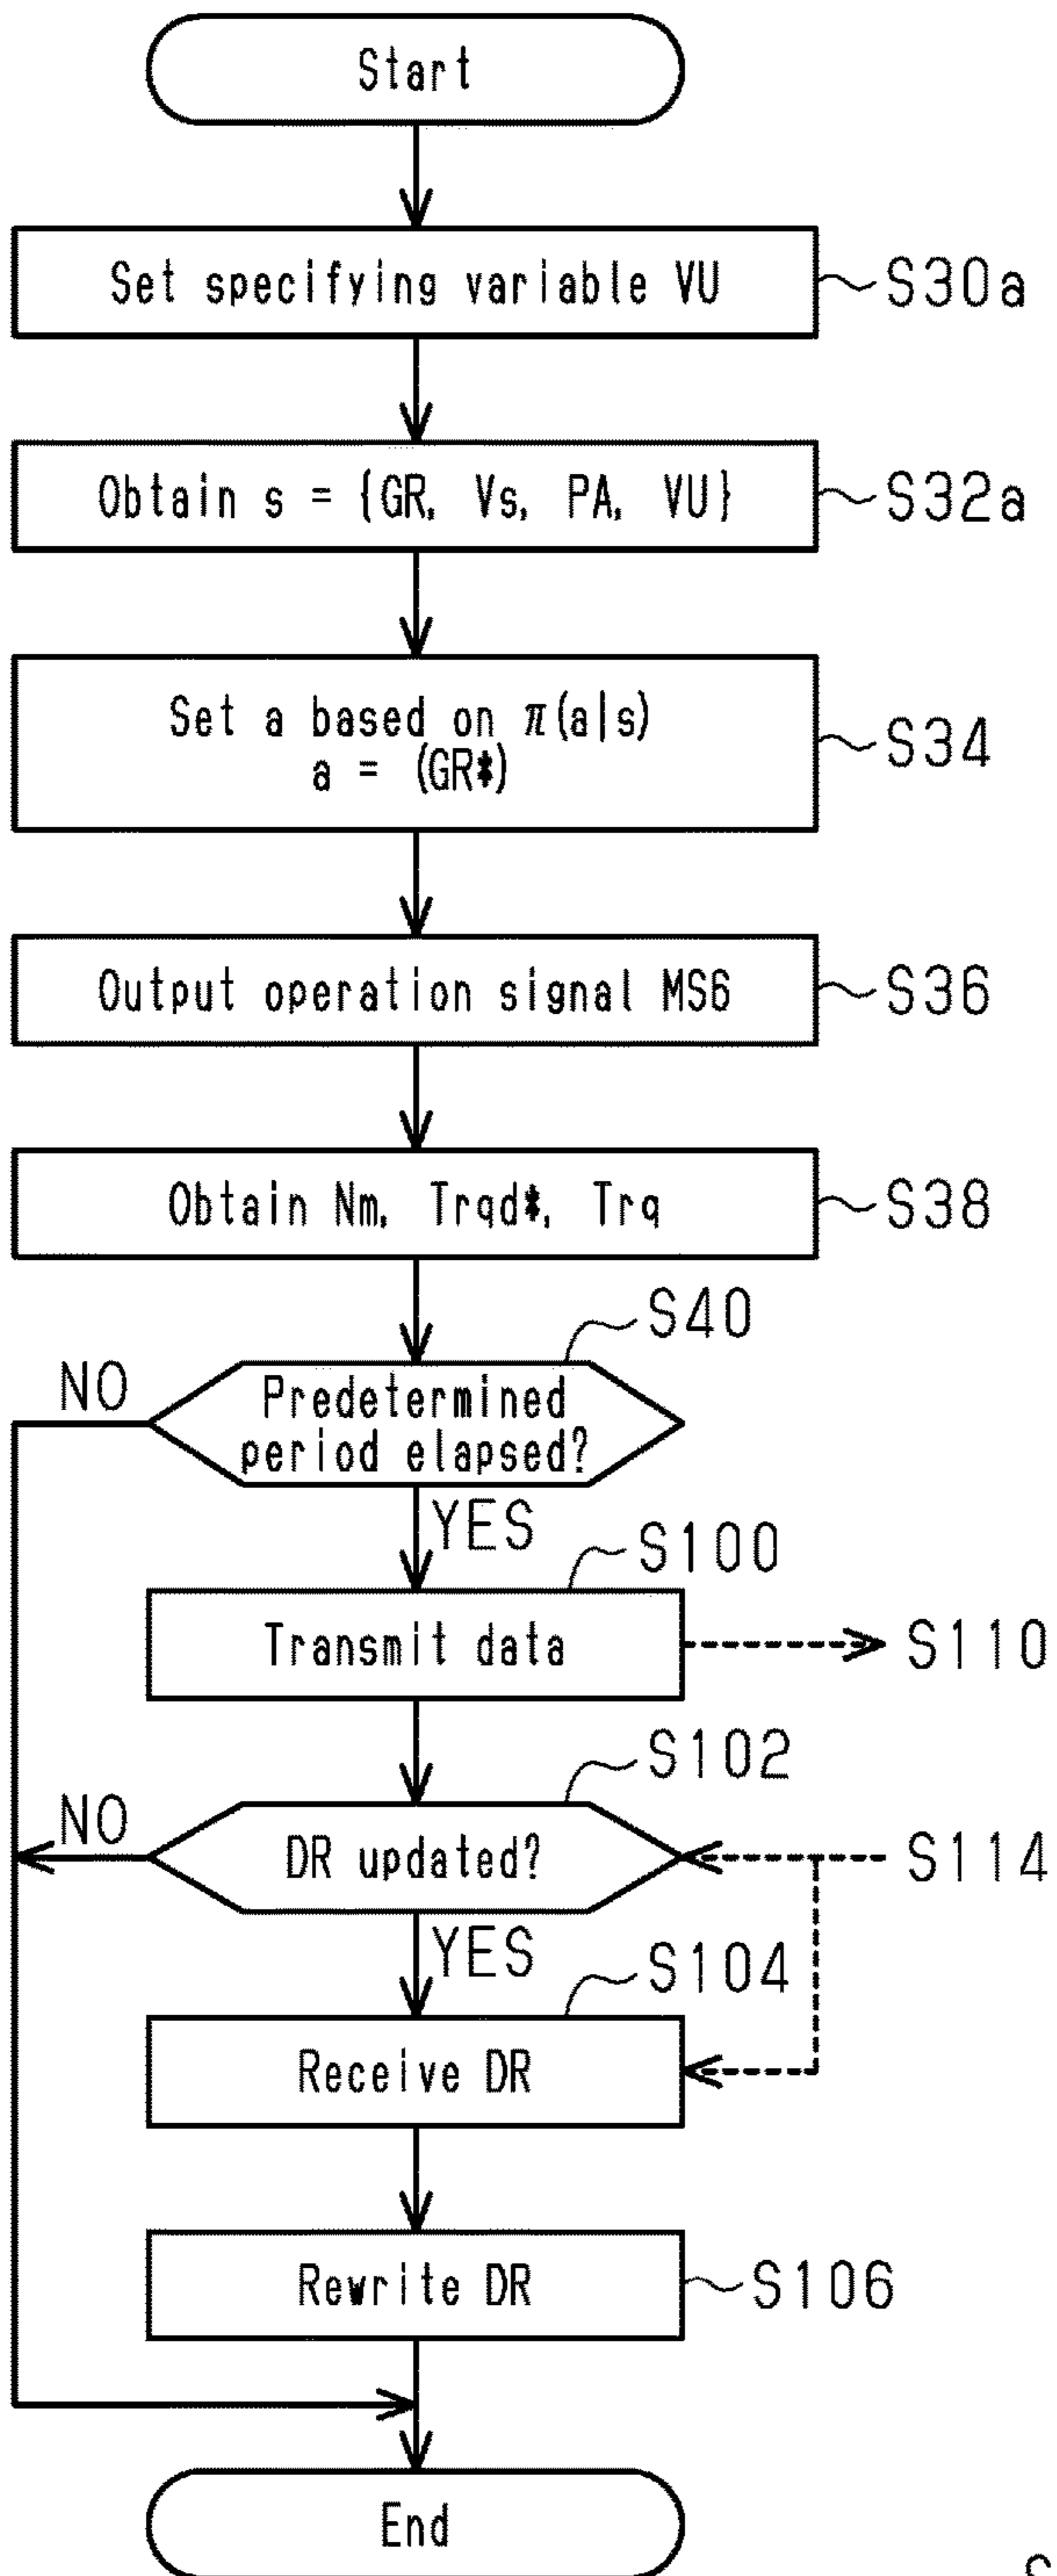 Start
Set specifying variable VU
S30a
Obtain s = {GR, Vs, PA, VU}
S32a
Set a based on π(a|s)
a = (GR*)
S34
Output operation signal MS6
S36
Obtain Nm, Trqd*, Trq
S38
S40
NO
Predetermined
period elapsed?
YES
S100
Transmit data
S110
S102
NO
DR updated?
S114
YES
S104
Receive DR
Rewrite DR
S106
End